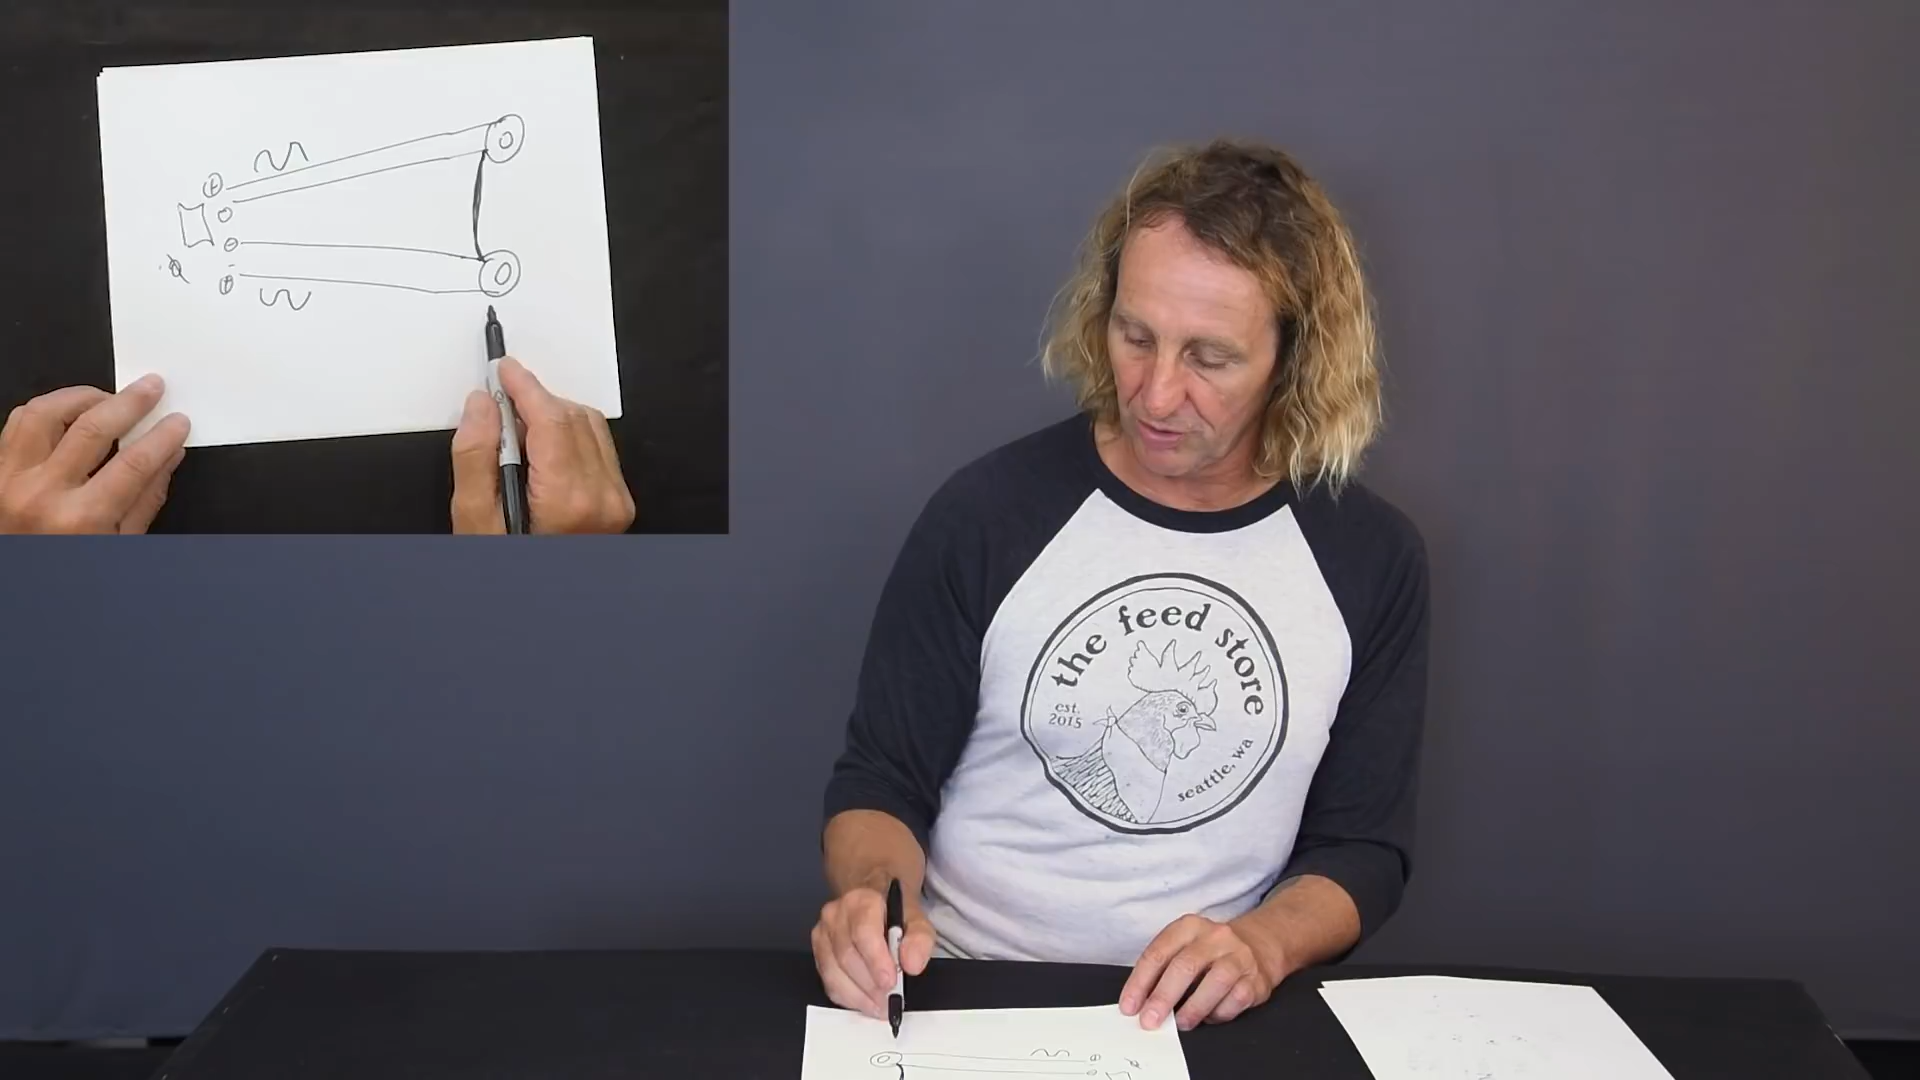 the feed store
est.
2015
seattle, wa